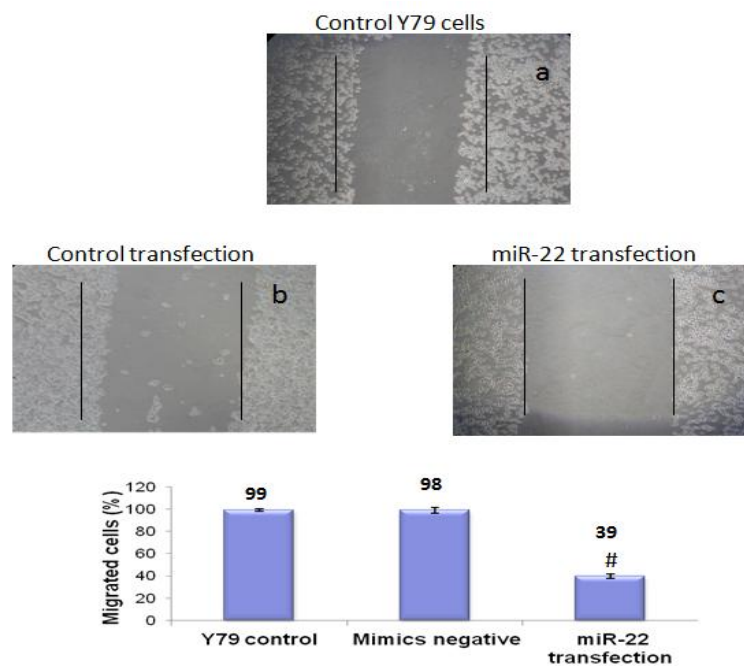 Control Y79 cells
a
Control transfection
miR-22 transfection
b
c
Migrated cells (%)
120
100
80
60
40
20
0
99
98
39
#
Y79 control
Mimics negative
miR-22
transfection